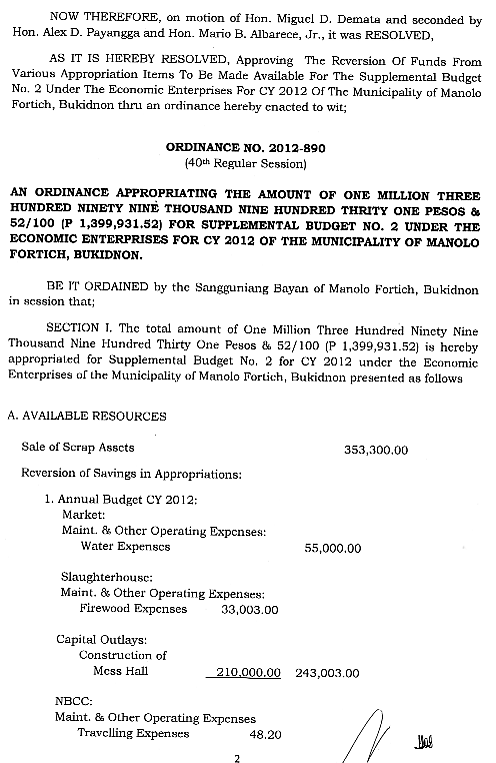 NOW THEREFORE, on motion of Hon. Miguel D. Demata and seconded by
Hon. Alex D. Payangga and Hon. Mario B. Albarece, Jr., it was RESOLVED,
AS IT IS HEREBY RESOLVED, Approving The Reversion Of Funds From
Various Appropriation Items To Be Made Available For The Supplemental Budget
No. 2 Under The Economic Enterprises For CY 2012 Of The Municipality of Manolo
Fortich, Bukidnon thru an ordinance hereby enacted to wit;
ORDINANCE NO. 2012-890
(40th Regular Session)
AN ORDINANCE APPROPRIATING THE AMOUNT OF ONE MILLION THREE
HUNDRED NINETY NINE THOUSAND NINE HUNDRED THRITY ONE PESOS &
52/100 (P 1,399,931.52) FOR SUPPLEMENTAL BUDGET NO. 2 UNDER THE
ECONOMIC ENTERPRISES FOR CY 2012 OF THE MUNICIPALITY OF MANOLO
FORTICH, BUKIDNON.
BE IT ORDAINED by the Sangguniang Bayan of Manolo Fortich, Bukidnon
in session that;
SECTION I. The total amount of One Million Three Hundred Ninety Nine
Thousand Nine Hundred Thirty One Pesos & 52/100 (P 1,399,931.52) is hereby
appropriated for Supplemental Budget No. 2 for CY 2012 under the Economic
Enterprises of the Municipality of Manolo Fortich, Bukidnon presented as follows
A. AVAILABLE RESOURCES
Sale of Scrap Assets 353,300.00
Reversion of Savings in Appropriations:
1. Annual Budget CY 2012:
Market:
Maint. & Other Operating Expenses:
Water Expenses 55,000.00
Slaughterhouse:
Maint. & Other Operating Expenses:
Firewood Expenses 33,003.00
Capital Outlays:
Construction of
Mess Hall 210,000.00 243,003.00
NBCC:
Maint. & Other Operating Expenses
Travelling Expenses 48.20
2